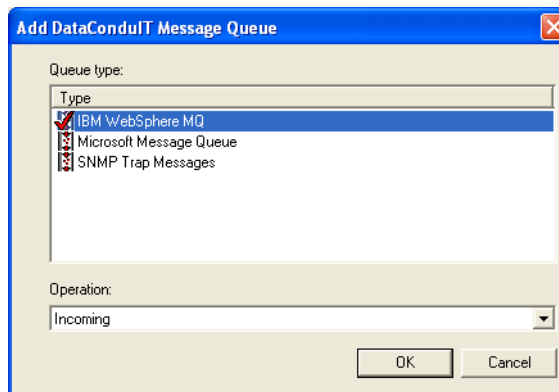 Add DataConduIT Message Queue
Queue type:
Type
IBM WebSphere MQ
Microsoft Message Queue
SNMP Trap Messages
Operation:
Incoming
OK
Cancel